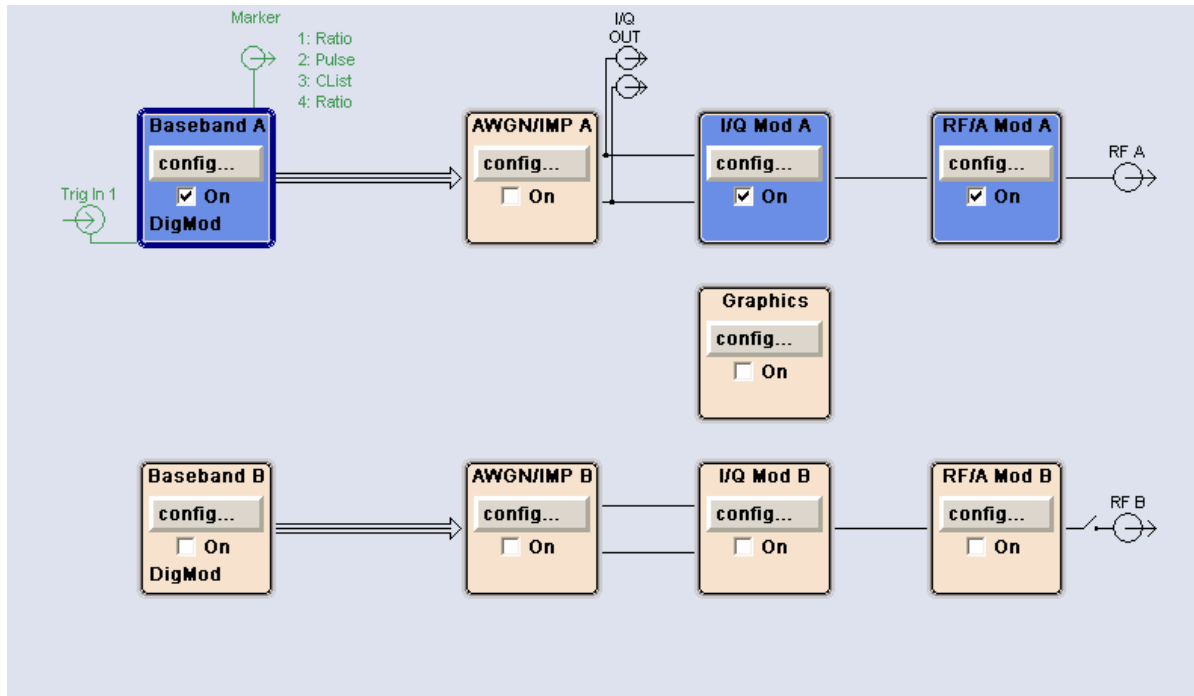 Marker
1: Ratio
2: Pulse
3: CList
4: Ratio
I/Q
OUT
Baseband A
config...
On
DigMod
Trig In 1
AWGN/IMP A
config...
On
I/Q Mod A
config...
On
RF/A Mod A
config...
On
RF A
Graphics
config...
On
Baseband B
config...
On
DigMod
AWGN/IMP B
config...
On
I/Q Mod B
config...
On
RF/A Mod B
config...
On
RF B